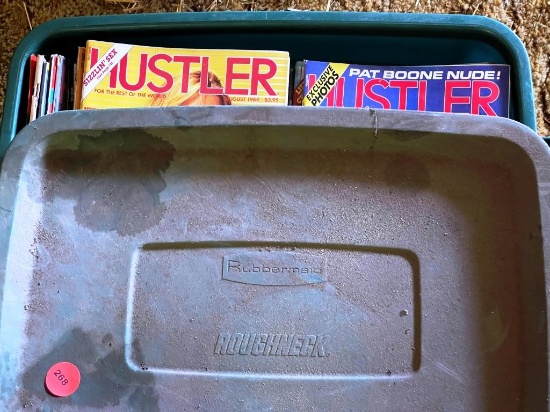 SIZZLIN' SEX
HUSTLER
FOR THE REST OF THE WORLD
AUGUST 1984 $3.95
EXCLUSIVE PHOTOS
PAT BOONE NUDE!
HUSTLER
Rubbermaid
ROUGHNECK
268